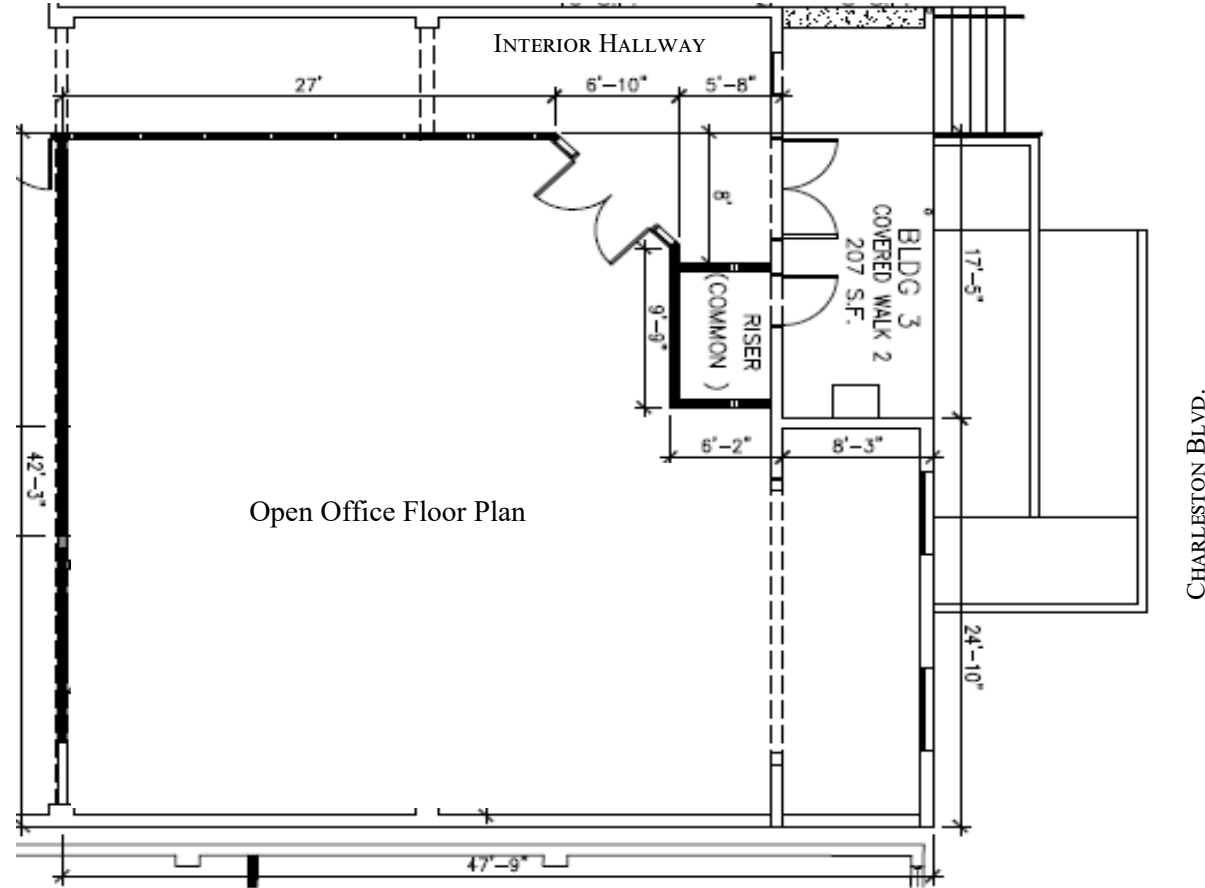 INTERIOR HALLWAY
27'
6'-10"
5'-8"
8'
BLDG 3
COVERED WALK 2
207 S.F.
17'-5"
RISER
(COMMON)
9'-9"
6'-2"
8'-3"
42'-3"
Open Office Floor Plan
CHARLESTON BLVD.
24'-10"
47'-9"